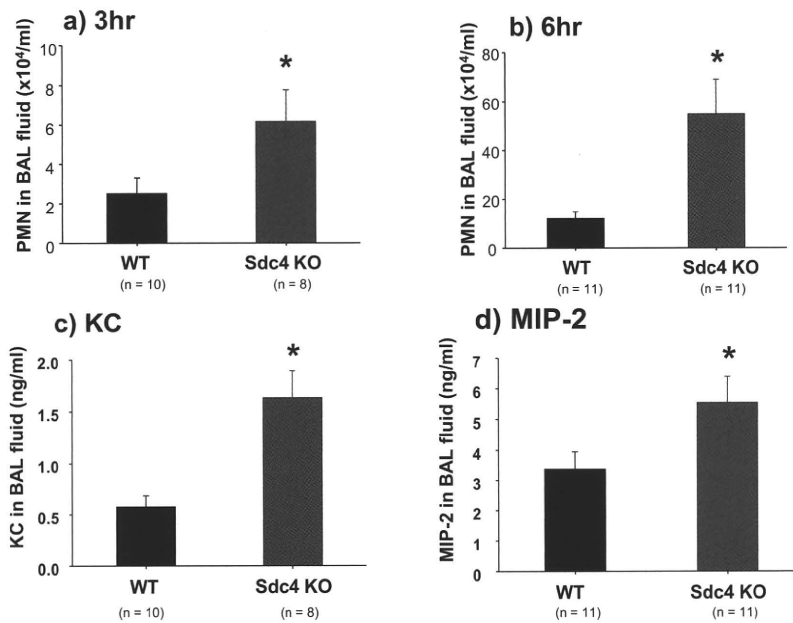 a) 3hr
PMN in BAL fluid (x10⁴/ml)
10
8
6
4
2
0
*
WT
Sdc4 KO
(n = 10)
(n = 8)
b) 6hr
PMN in BAL fluid (x10⁴/ml)
80
60
40
20
0
*
WT
Sdc4 KO
(n = 11)
(n = 11)
c) KC
KC in BAL fluid (ng/ml)
2.0
1.5
1.0
0.5
0.0
*
WT
Sdc4 KO
(n = 10)
(n = 8)
d) MIP-2
MIP-2 in BAL fluid (ng/ml)
7
6
5
4
3
2
1
0
*
WT
Sdc4 KO
(n = 11)
(n = 11)